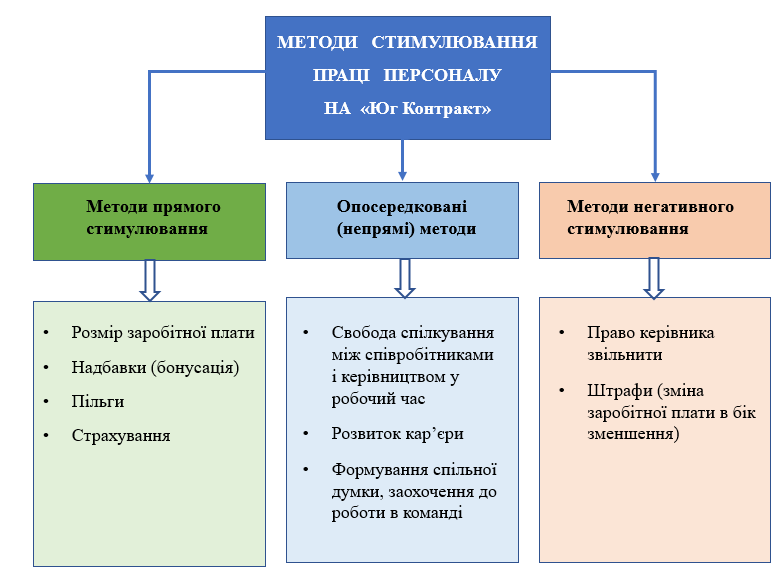 МЕТОДИ СТИМУЛЮВАННЯ
ПРАЦІ ПЕРСОНАЛУ
НА «Юг Контракт»
Методи прямого
стимулювання
Опосередковані
(непрямі) методи
Методи негативного
стимулювання
• Розмір заробітної плати
• Надбавки (бонусація)
• Пільги
• Страхування
• Свобода спілкування
між співробітниками
і керівництвом у
робочий час
• Розвиток кар’єри
• Формування спільної
думки, заохочення до
роботи в команді
• Право керівника
звільнити
• Штрафи (зміна
заробітної плати в бік
зменшення)